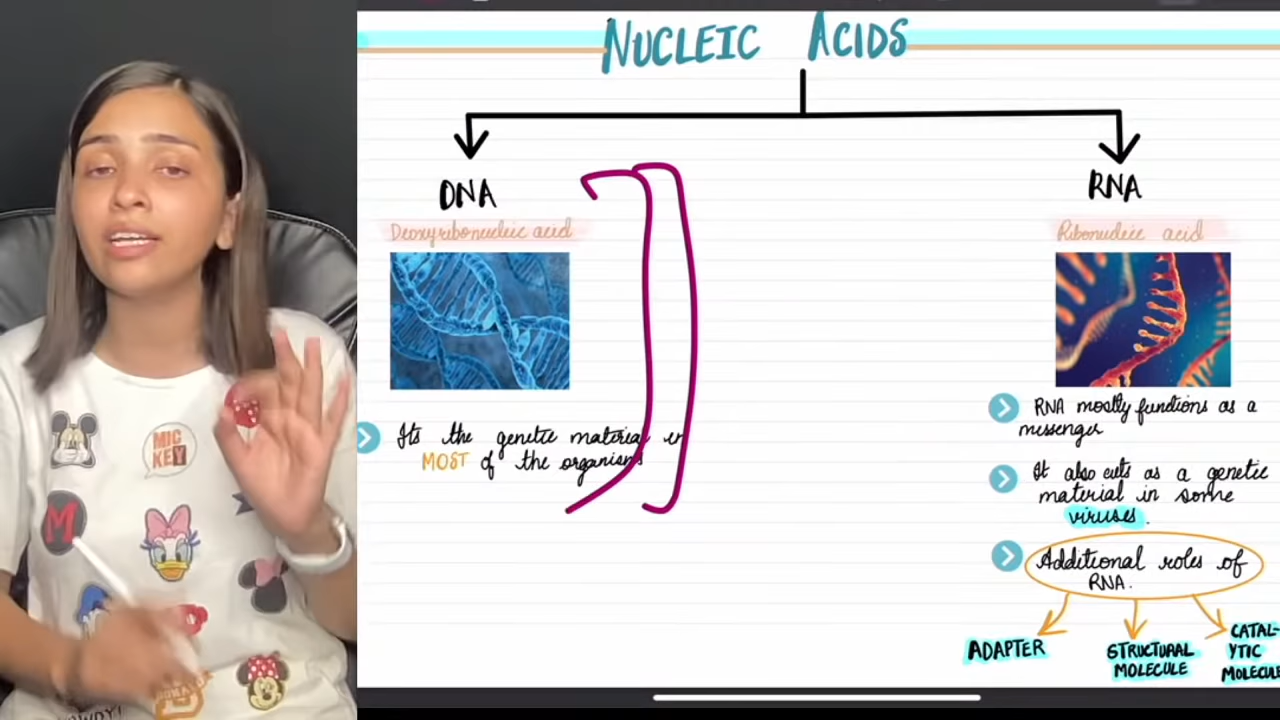 NUCLEIC ACIDS
DNA
Deoxyribonucleic acid
It's the genetic material in
MOST of the organisms
RNA
Ribonucleic acid
RNA mostly functions as a
messenger
It also acts as a genetic
material in some
viruses.
Additional roles of
RNA.
ADAPTER
STRUCTURAL
MOLECULE
CATAL-
YTIC
MOLECULE
MIC
KEY
M